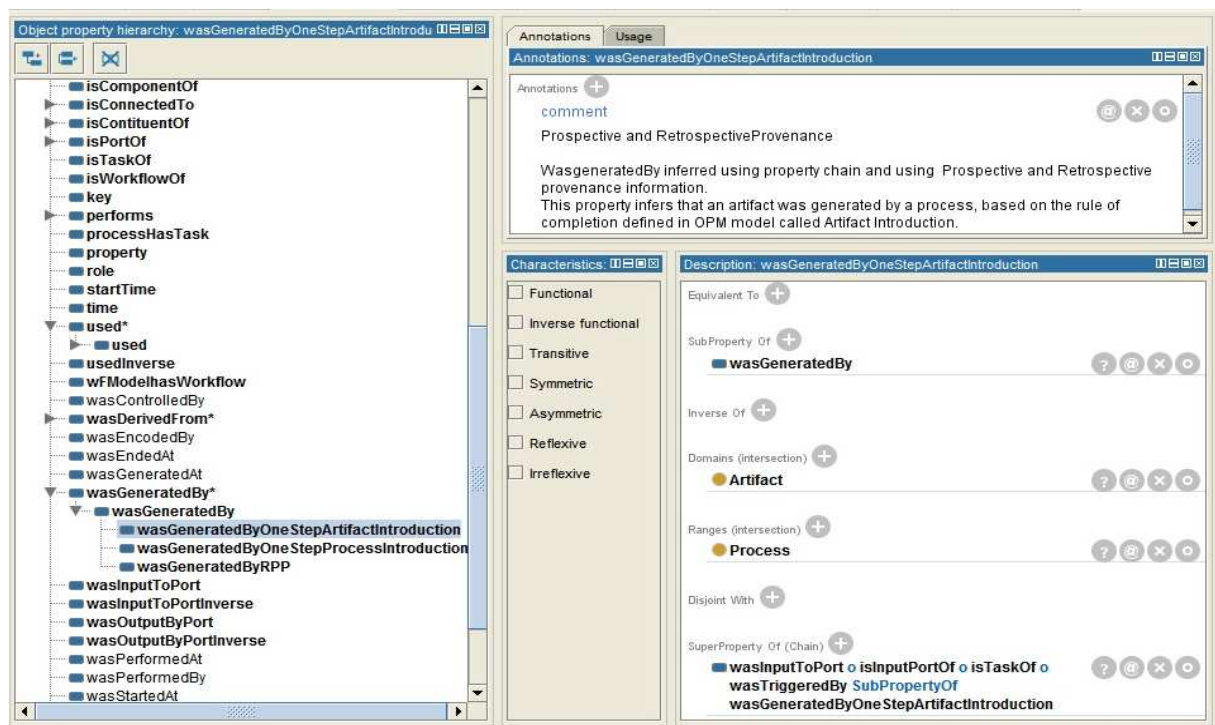 Object property hierarchy: wasGeneratedByOneStepArtifactIntrodu
isComponentOf
isConnectedTo
isContituentOf
isPortOf
isTaskOf
isWorkflowOf
key
performs
processHasTask
property
role
startTime
time
used*
used
usedInverse
wFModelhasWorkflow
wasControlledBy
wasDerivedFrom*
wasEncodedBy
wasEndedAt
wasGeneratedAt
wasGeneratedBy*
wasGeneratedBy
wasGeneratedByOneStepArtifactIntroduction
wasGeneratedByOneStepProcessIntroduction
wasGeneratedByRPP
wasInputToPort
wasInputToPortInverse
wasOutputByPort
wasOutputByPortInverse
wasPerformedAt
wasPerformedBy
wasStartedAt
Annotations Usage
Annotations: wasGeneratedByOneStepArtifactIntroduction
Annotations
comment
Prospective and RetrospectiveProvenance
WasgeneratedBy inferred using property chain and using Prospective and Retrospective
provenance information.
This property infers that an artifact was generated by a process, based on the rule of
completion defined in OPM model called Artifact Introduction.
Characteristics:
Functional
Inverse functional
Transitive
Symmetric
Asymmetric
Reflexive
Irreflexive
Description: wasGeneratedByOneStepArtifactIntroduction
Equivalent To
SubProperty Of
wasGeneratedBy
Inverse Of
Domains (intersection)
Artifact
Ranges (intersection)
Process
Disjoint With
SuperProperty Of (Chain)
wasInputToPort o isInputPortOf o isTaskOf o
wasTriggeredBy SubPropertyOf
wasGeneratedByOneStepArtifactIntroduction